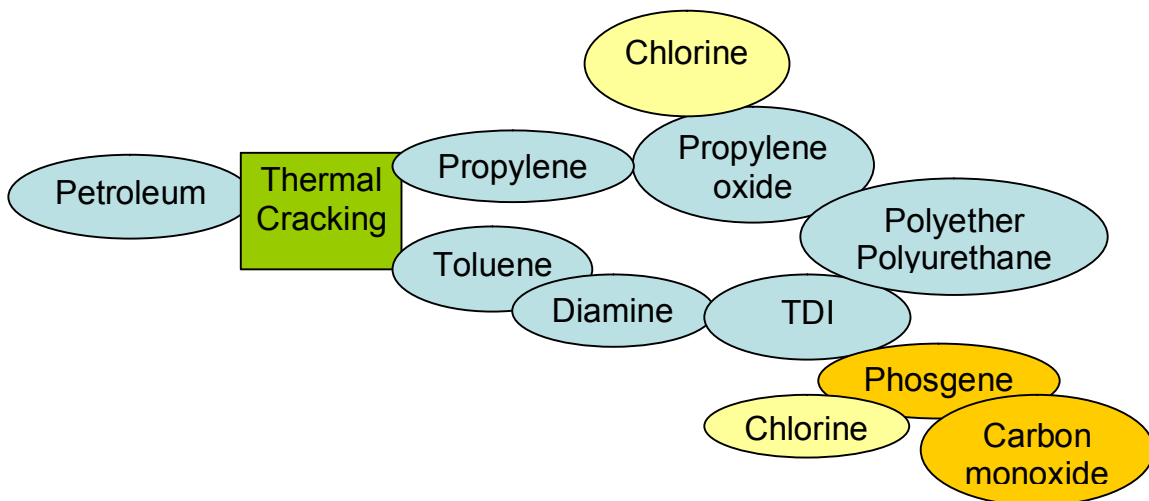 Chlorine
Petroleum
Thermal
Cracking
Propylene
Propylene
oxide
Polyether
Polyurethane
Toluene
Diamine
TDI
Phosgene
Chlorine
Carbon
monoxide